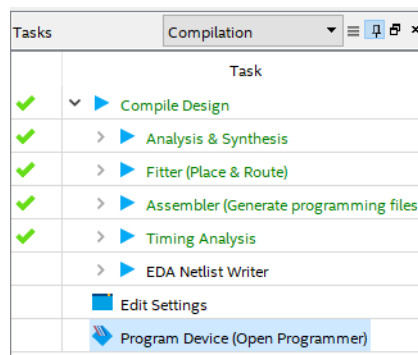 Tasks Compilation
Task
Compile Design
Analysis & Synthesis
Fitter (Place & Route)
Assembler (Generate programming files
Timing Analysis
EDA Netlist Writer
Edit Settings
Program Device (Open Programmer)